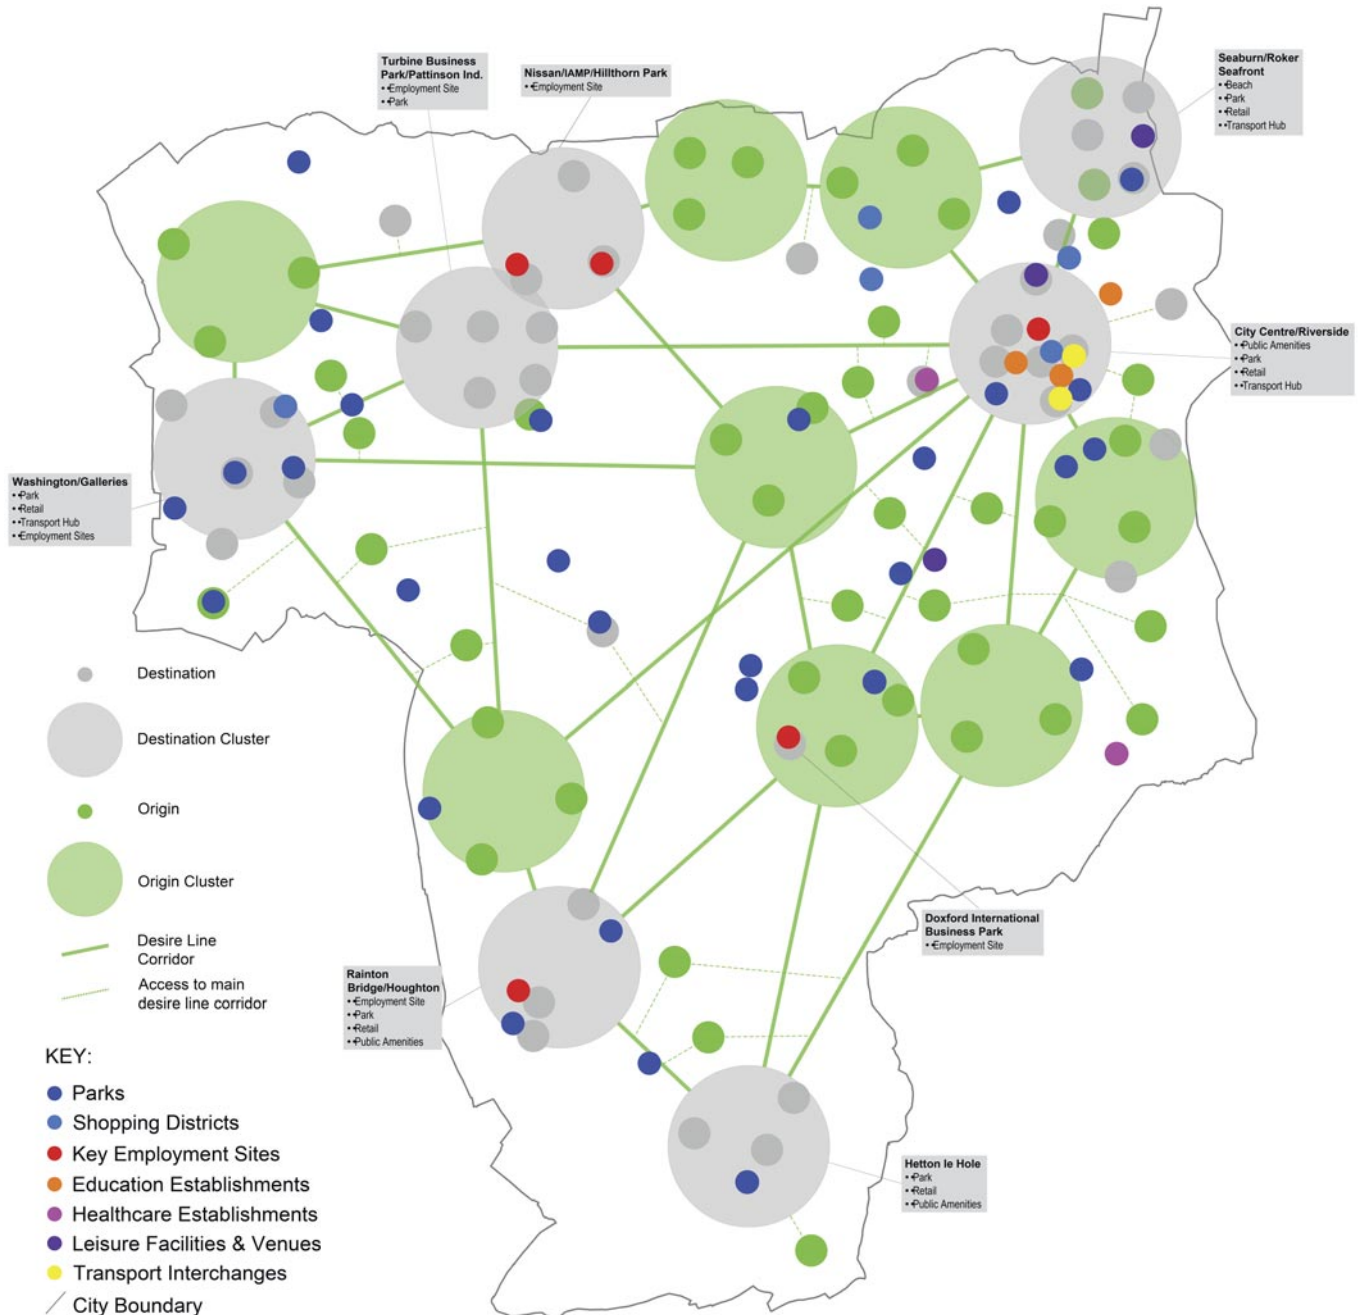 Turbine Business
Park/Pattinson Ind.
••Employment Site
••Park
Nissan/IAMP/Hillthorn Park
••Employment Site
Seaburn/Roker
Seafront
••Beach
••Park
••Retail
••Transport Hub
City Centre/Riverside
••Public Amenities
••Park
••Retail
••Transport Hub
Washington/Galleries
••Park
••Retail
••Transport Hub
••Employment Sites
Destination
Destination Cluster
Origin
Origin Cluster
Desire Line
Corridor
Access to main
desire line corridor
Doxford International
Business Park
••Employment Site
Rainton
Bridge/Houghton
••Employment Site
••Park
••Retail
••Public Amenities
Hetton le Hole
••Park
••Retail
••Public Amenities
KEY:
Parks
Shopping Districts
Key Employment Sites
Education Establishments
Healthcare Establishments
Leisure Facilities & Venues
Transport Interchanges
City Boundary